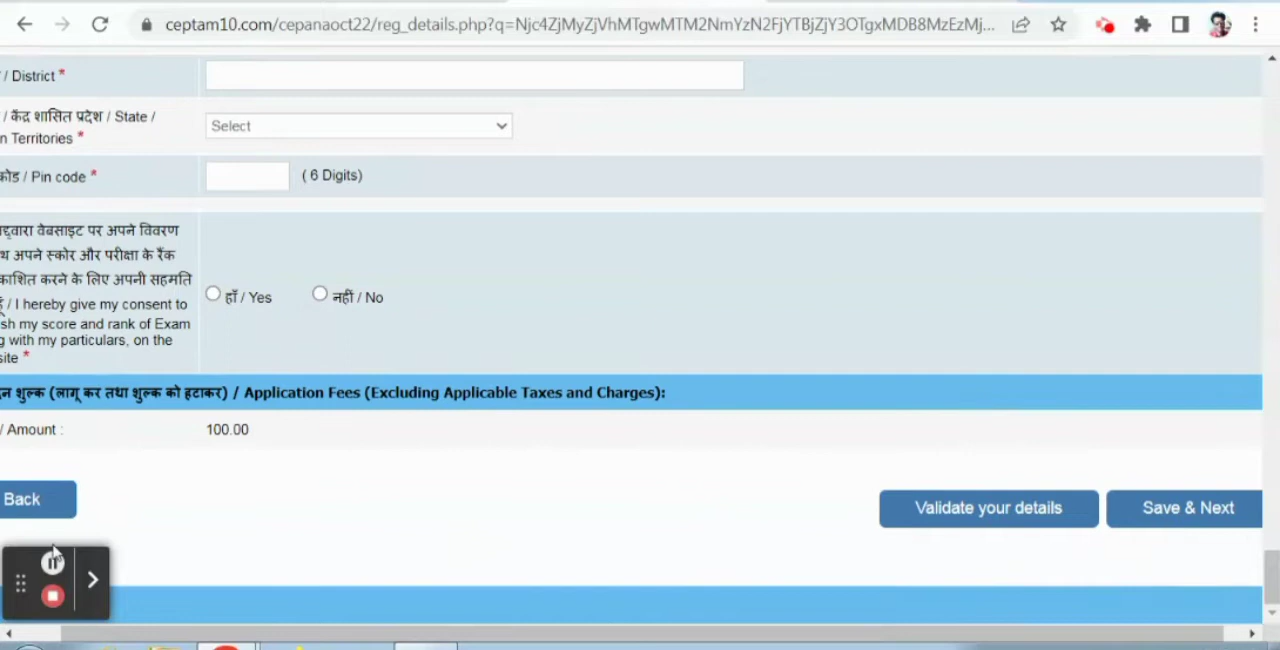 ceptam10.com/cepanaoct22/reg_details.php?q=Njc4ZjMyZjVhMTgwMTM2NmYzN2FjYTBjZjY3OTgxMDB8MzEzMj...
/ District *
/ केंद्र शासित प्रदेश / State /
n Territories *
Select
कोड / Pin code *
( 6 Digits)
द्वारा वेबसाइट पर अपने विवरण
थ अपने स्कोर और परीक्षा के रैंक
काशित करने के लिए अपनी सहमति
हूँ / I hereby give my consent to
sh my score and rank of Exam
g with my particulars, on the
site *
हाँ / Yes
नहीं / No
न शुल्क (लागू कर तथा शुल्क को हटाकर) / Application Fees (Excluding Applicable Taxes and Charges):
/ Amount :
100.00
Back
Validate your details
Save & Next